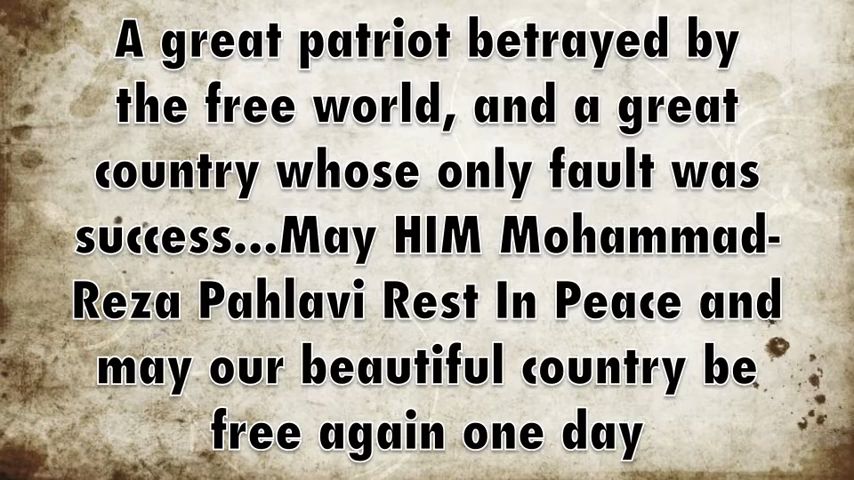 A great patriot betrayed by
the free world, and a great
country whose only fault was
success...May HIM Mohammad-
Reza Pahlavi Rest In Peace and
may our beautiful country be
free again one day